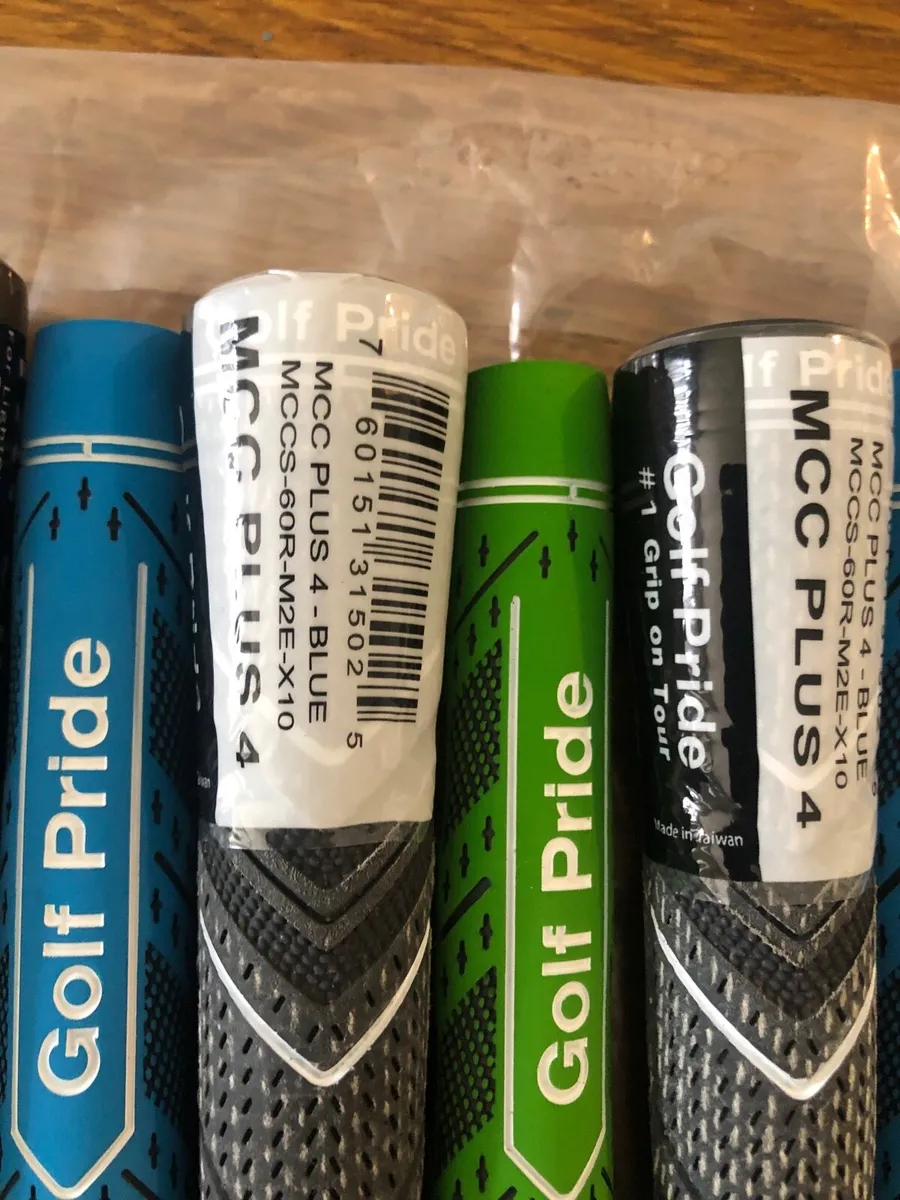 Golf Pride
Golf Pride
MCC PLUS 4
MCCS-60R-M2E-X10
MCC PLUS 4 - BLUE
7 60151 31502 5
Golf Pride
Golf Pride
#1 Grip on Tour
Made in Taiwan
lf Pride
MCC PLUS 4
MCCS-60R-M2E-X10
MCC PLUS 4 - BLUE